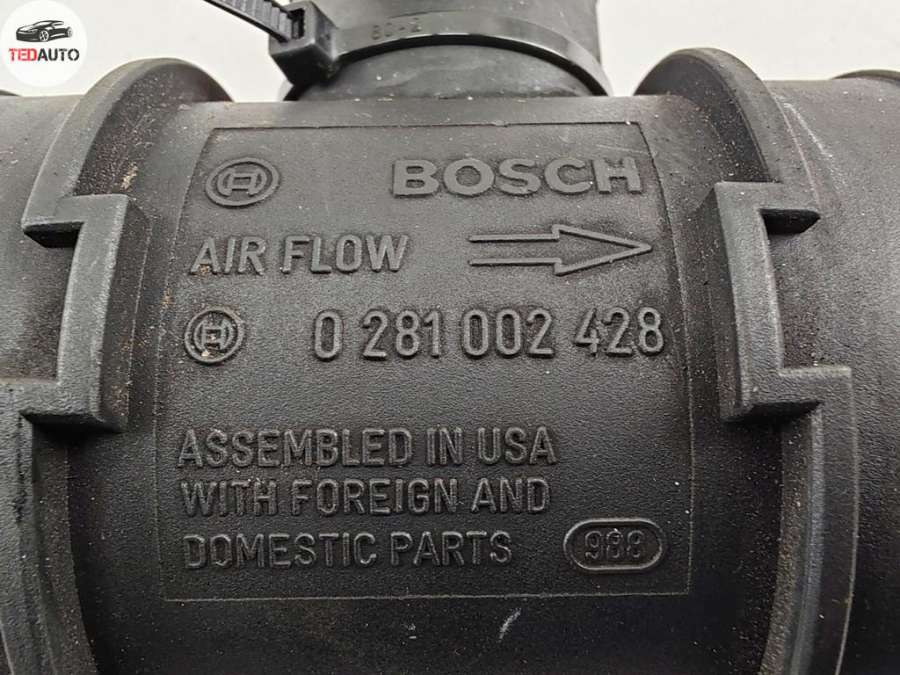 TEDAUTO
BOSCH
AIR FLOW
0 281 002 428
ASSEMBLED IN USA
WITH FOREIGN AND
DOMESTIC PARTS
988